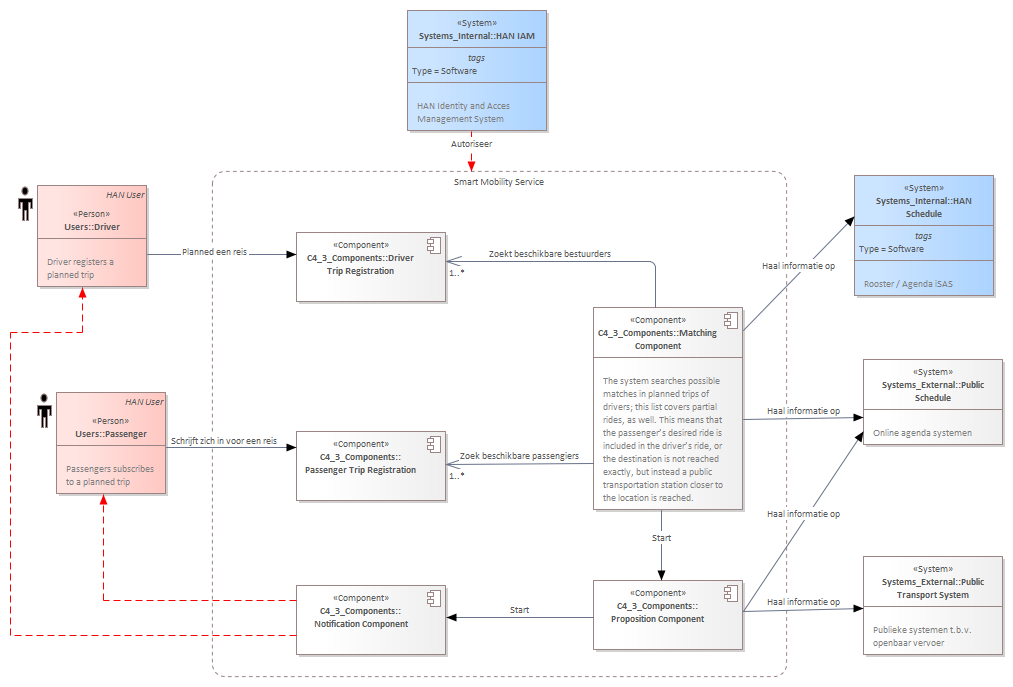 «System»
Systems_Internal::HAN IAM
tags
Type = Software
HAN Identity and Acces
Management System
Autoriseer
Smart Mobility Service
HAN User
«Person»
Users::Driver
Driver registers a
planned trip
Planned een reis
«Component»
C4_3_Components::Driver
Trip Registration
Zoekt beschikbare bestuurders
1..*
«System»
Systems_Internal::HAN
Schedule
tags
Type = Software
Rooster / Agenda iSAS
Haal informatie op
«Component»
C4_3_Components::Matching
Component
The system searches possible
matches in planned trips of
drivers; this list covers partial
rides, as well. This means that
the passenger's desired ride is
included in the driver's ride, or
the destination is not reached
exactly, but instead a public
transportation station closer to
the location is reached.
«System»
Systems_External::Public
Schedule
Online agenda systemen
Haal informatie op
HAN User
«Person»
Users::Passenger
Passengers subscribes
to a planned trip
Schrijft zich in voor een reis
«Component»
C4_3_Components::
Passenger Trip Registration
Zoek beschikbare passengiers
1..*
Haal informatie op
Start
«Component»
C4_3_Components::
Notification Component
Start
«Component»
C4_3_Components::
Proposition Component
Haal informatie op
«System»
Systems_External::Public
Transport System
Publieke systemen t.b.v.
openbaar vervoer